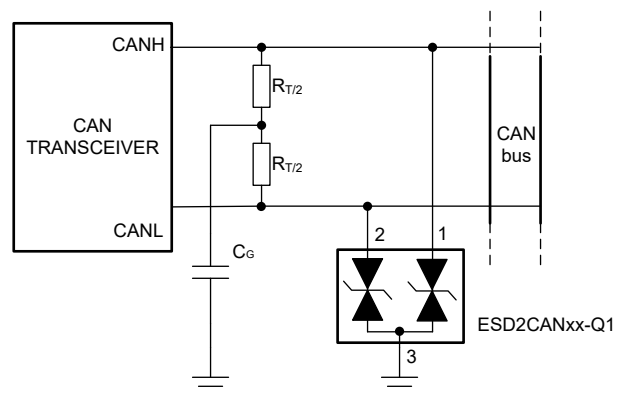 CANH
CAN
TRANSCEIVER
CANL
RT/2
RT/2
CG
CAN
bus
2
1
3
ESD2CANxx-Q1